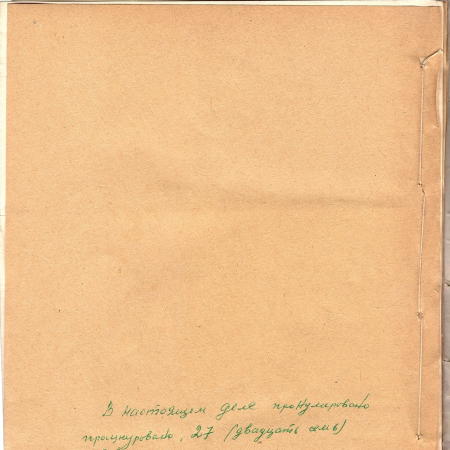 В настоящем деле пронумеровано
прошнуровано, 27 (двадцать семь)